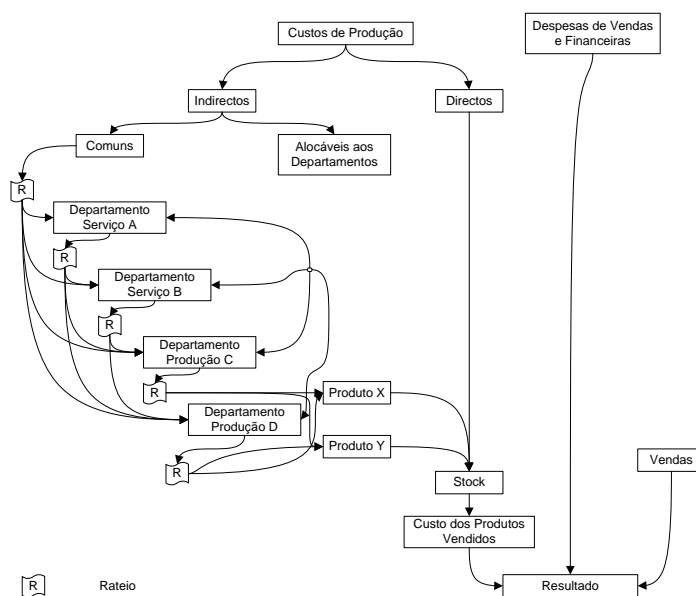 Custos de Produção
Despesas de Vendas
e Financeiras
Indirectos
Directos
Comuns
Alocáveis aos
Departamentos
R
Departamento
Serviço A
R
Departamento
Serviço B
R
Departamento
Produção C
R
Produto X
Departamento
Produção D
Produto Y
R
Vendas
Stock
Custo dos Produtos
Vendidos
R
Rateio
Resultado